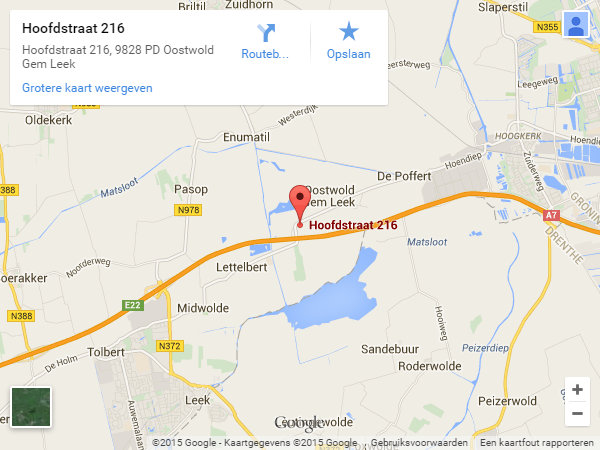 Hoofdstraat 216
Hoofdstraat 216, 9828 PD Oostwold
Gem Leek
Grotere kaart weergeven
Routeb...
Opslaan
Briltil
Zuidhorn
Slaperstil
N355
Leegeweg
Oldekerk
Westerdijk
Enumatil
HOOGKERK
Hoendiep
Hoendiep
Zuiderweg
De Poffert
Matsloot
Pasop
N388
N978
Oostwold
Gem Leek
Hoofdstraat 216
A7
DRENTHE
Matsloot
Noorderweg
Lettelbert
E22
Midwolde
N388
De Holm
Tolbert
N372
Hooiweg
Peizerdiep
Sandebuur
Roderwolde
Peizerwold
Leek
Auwemalaan
Google
+
−
©2015 Google - Kaartgegevens ©2015 Google
Gebruiksvoorwaarden
Een kaartfout rapporteren